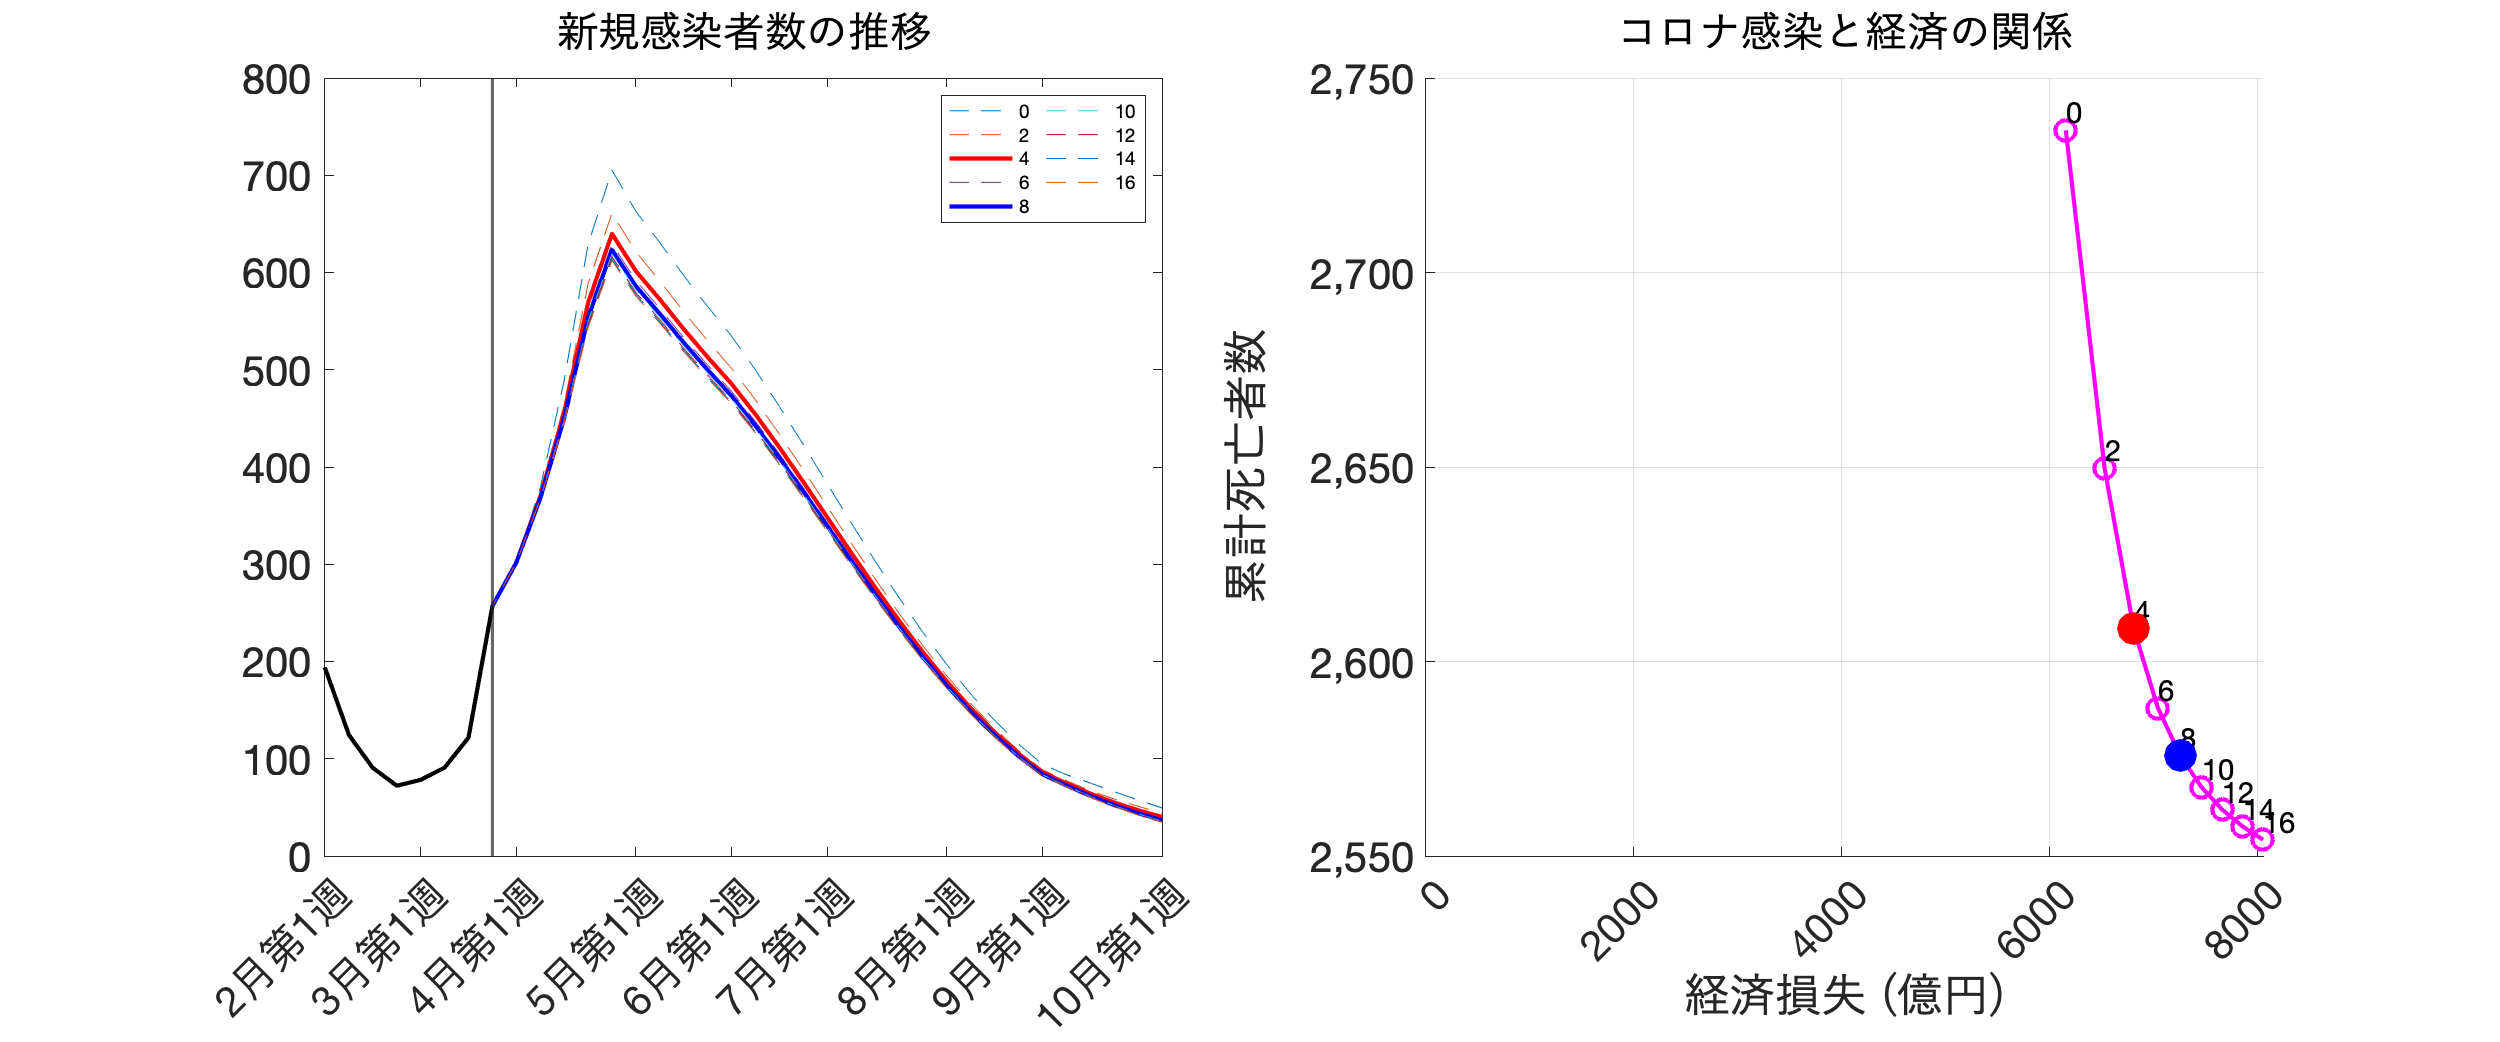 新規感染者数の推移
800
700
600
500
400
300
200
100
0
0
2
4
6
8
10
12
14
16
2月第1週
3月第1週
4月第1週
5月第1週
6月第1週
7月第1週
8月第1週
9月第1週
10月第1週
コロナ感染と経済の関係
累計死亡者数
2,750
2,700
2,650
2,600
2,550
0
2
4
6
8
10
12
14
16
0
2000
4000
6000
8000
経済損失 (億円)